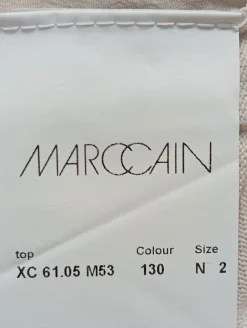 MARCCAIN
top Colour Size
XC 61.05 M53 130 N 2